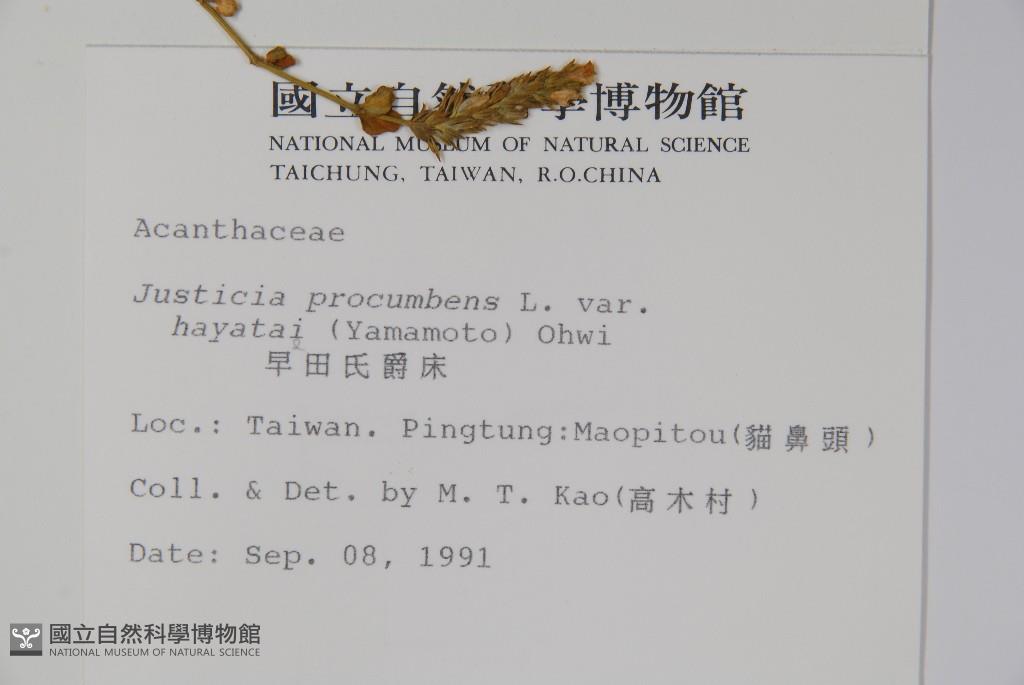 國立自然科學博物館
NATIONAL MUSEUM OF NATURAL SCIENCE
TAICHUNG, TAIWAN, R.O.CHINA
Acanthaceae
Justicia procumbens L. var.
hayatai (Yamamoto) Ohwi
早田氏爵床
Loc.: Taiwan. Pingtung:Maopitou(貓鼻頭)
Coll. & Det. by M. T. Kao(高木村)
Date: Sep. 08, 1991
國立自然科學博物館
NATIONAL MUSEUM OF NATURAL SCIENCE